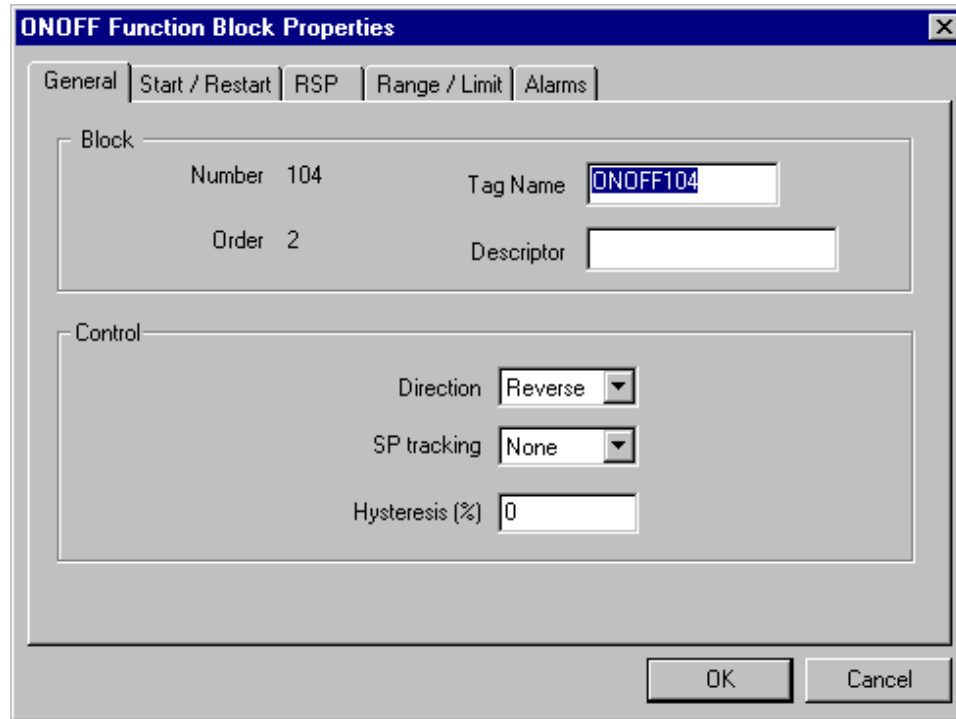 ONOFF Function Block Properties
General Start / Restart RSP Range / Limit Alarms
Block
Number 104 Tag Name ONOFF104
Order 2 Descriptor
Control
Direction Reverse
SP tracking None
Hysteresis (%) 0
OK Cancel